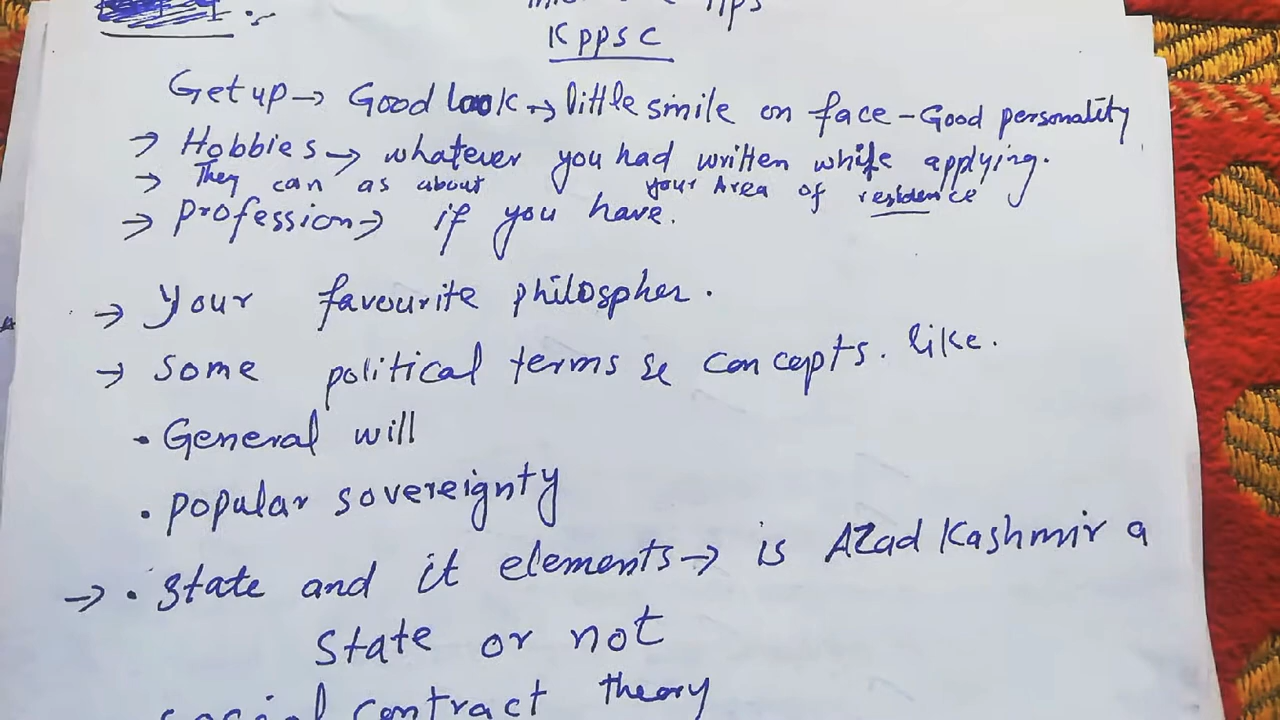 Kppsc
Getup → Good look → little smile on face - Good personality
→ Hobbies → whatever you had written while applying.
→ They can as about your Area of residence
→ profession → if you have.
→ your favourite philospher.
→ some political terms se concepts. like.
• General will
• popular sovereignty
→ • state and it elements → is Azad Kashmir a
state or not
social contract theory